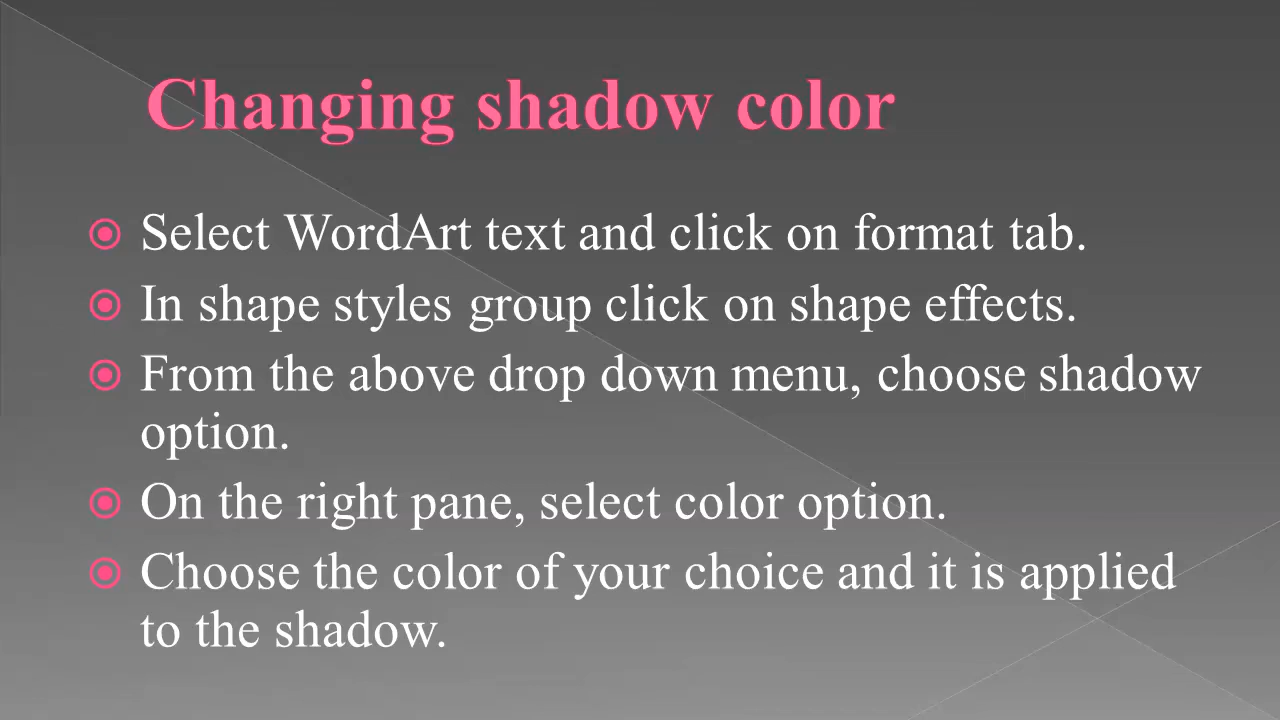 Changing shadow color
Select WordArt text and click on format tab.
In shape styles group click on shape effects.
From the above drop down menu, choose shadow
option.
On the right pane, select color option.
Choose the color of your choice and it is applied
to the shadow.